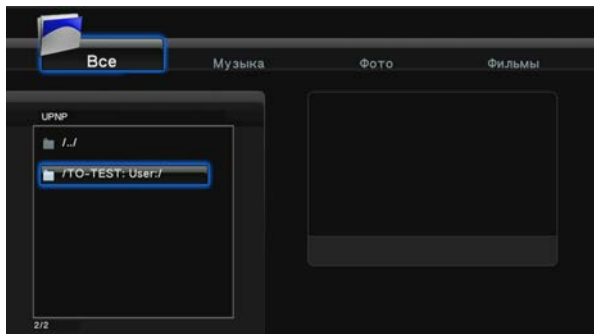 Все Музыка Фото Фильмы
UPNP
/../
/TO-TEST: User:/
2/2